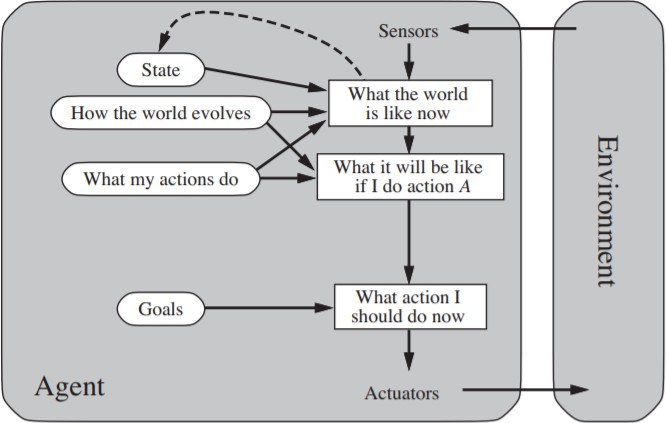 Sensors
State
What the world
is like now
How the world evolves
What my actions do
What it will be like
if I do action A
Goals
What action I
should do now
Agent
Actuators
Environment